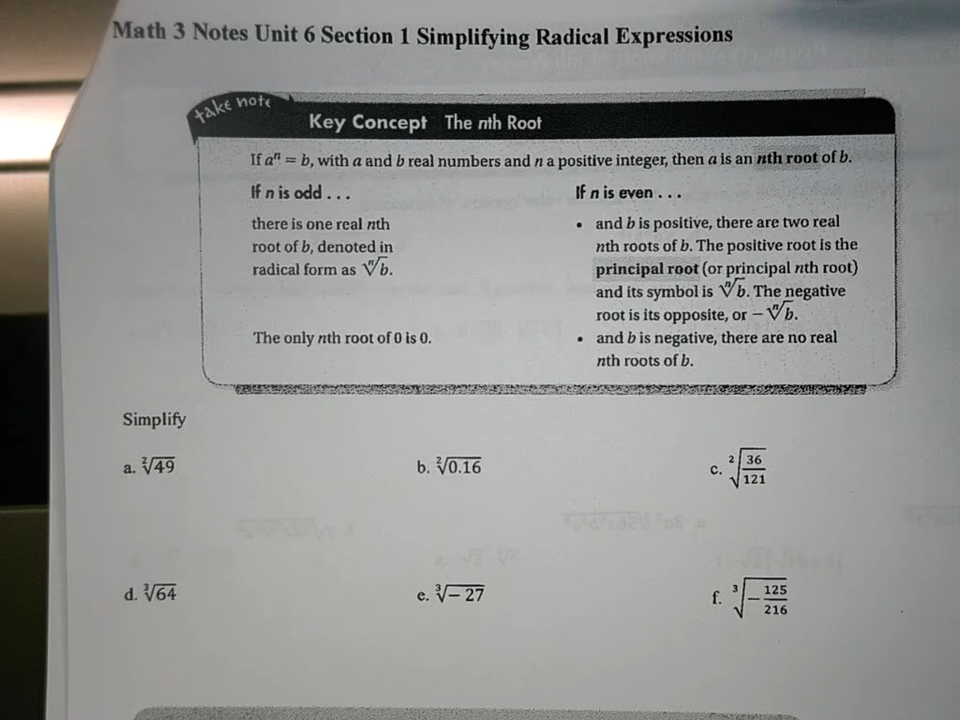 Math 3 Notes Unit 6 Section 1 Simplifying Radical Expressions
take note
Key Concept The nth Root
If aⁿ = b, with a and b real numbers and n a positive integer, then a is an nth root of b.
If n is odd . . .
there is one real nth
root of b, denoted in
radical form as ⁿ√b.
The only nth root of 0 is 0.
If n is even . . .
• and b is positive, there are two real
nth roots of b. The positive root is the
principal root (or principal nth root)
and its symbol is ⁿ√b. The negative
root is its opposite, or −ⁿ√b.
• and b is negative, there are no real
nth roots of b.
Simplify
a. ²√49
b. ²√0.16
c. ²√(36/121)
d. ³√64
e. ³√− 27
f. ³√(−125/216)